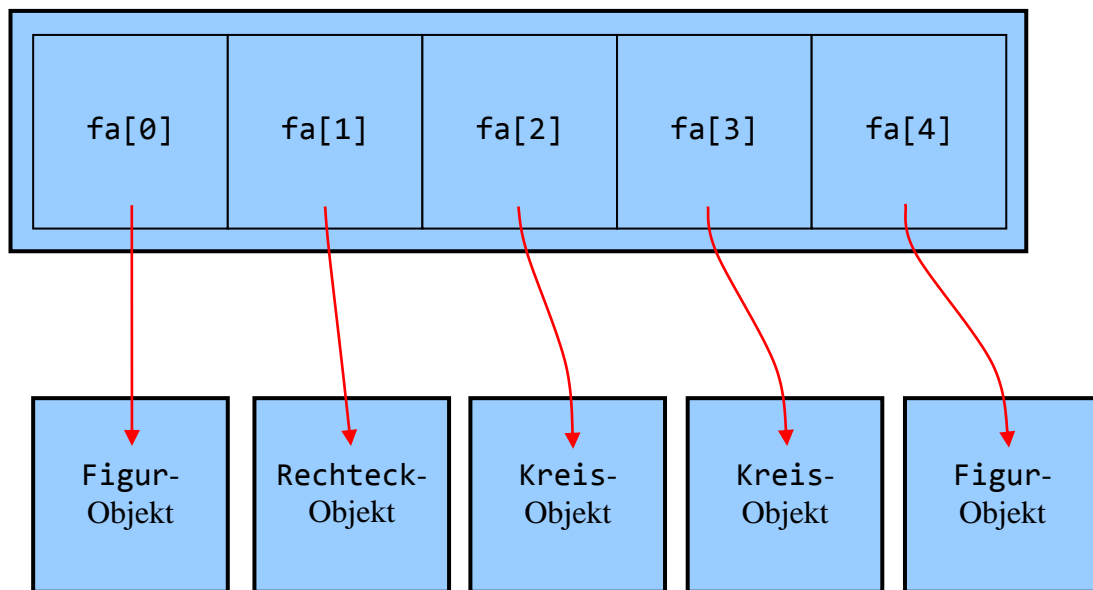 fa[0] fa[1] fa[2] fa[3] fa[4]
Figur- Rechteck- Kreis- Kreis- Figur-
Objekt Objekt Objekt Objekt Objekt